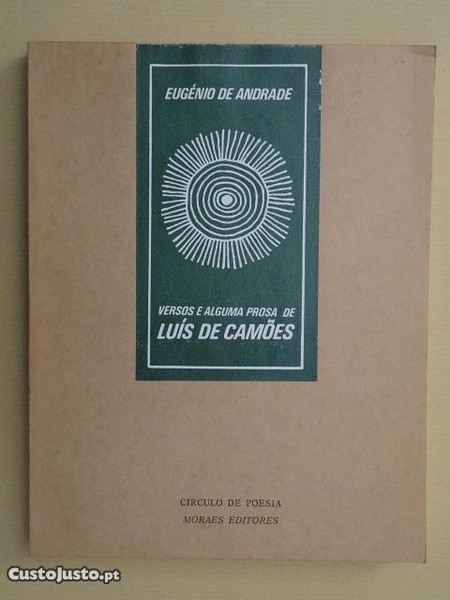 EUGÉNIO DE ANDRADE
VERSOS E ALGUMA PROSA DE
LUÍS DE CAMÕES
CIRCULO DE POESIA
MORAES EDITORES
CustoJusto.pt